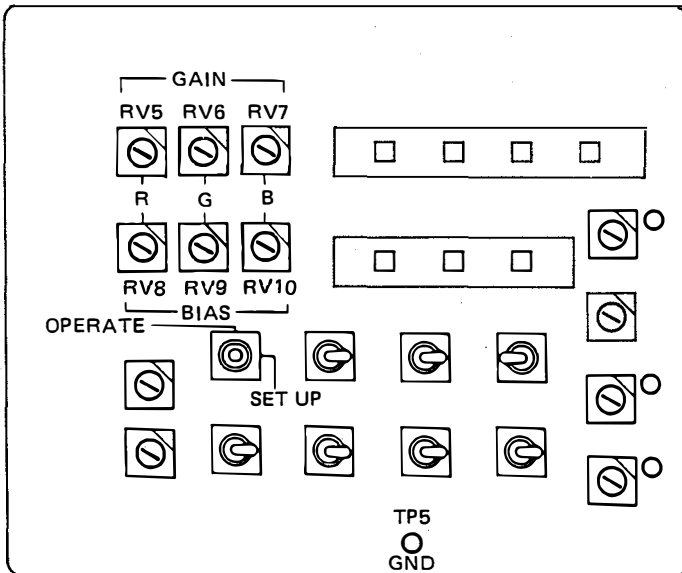 GAIN
RV5 RV6 RV7
R G B
RV8 RV9 RV10
BIAS
OPERATE
SET UP
TP5
GND